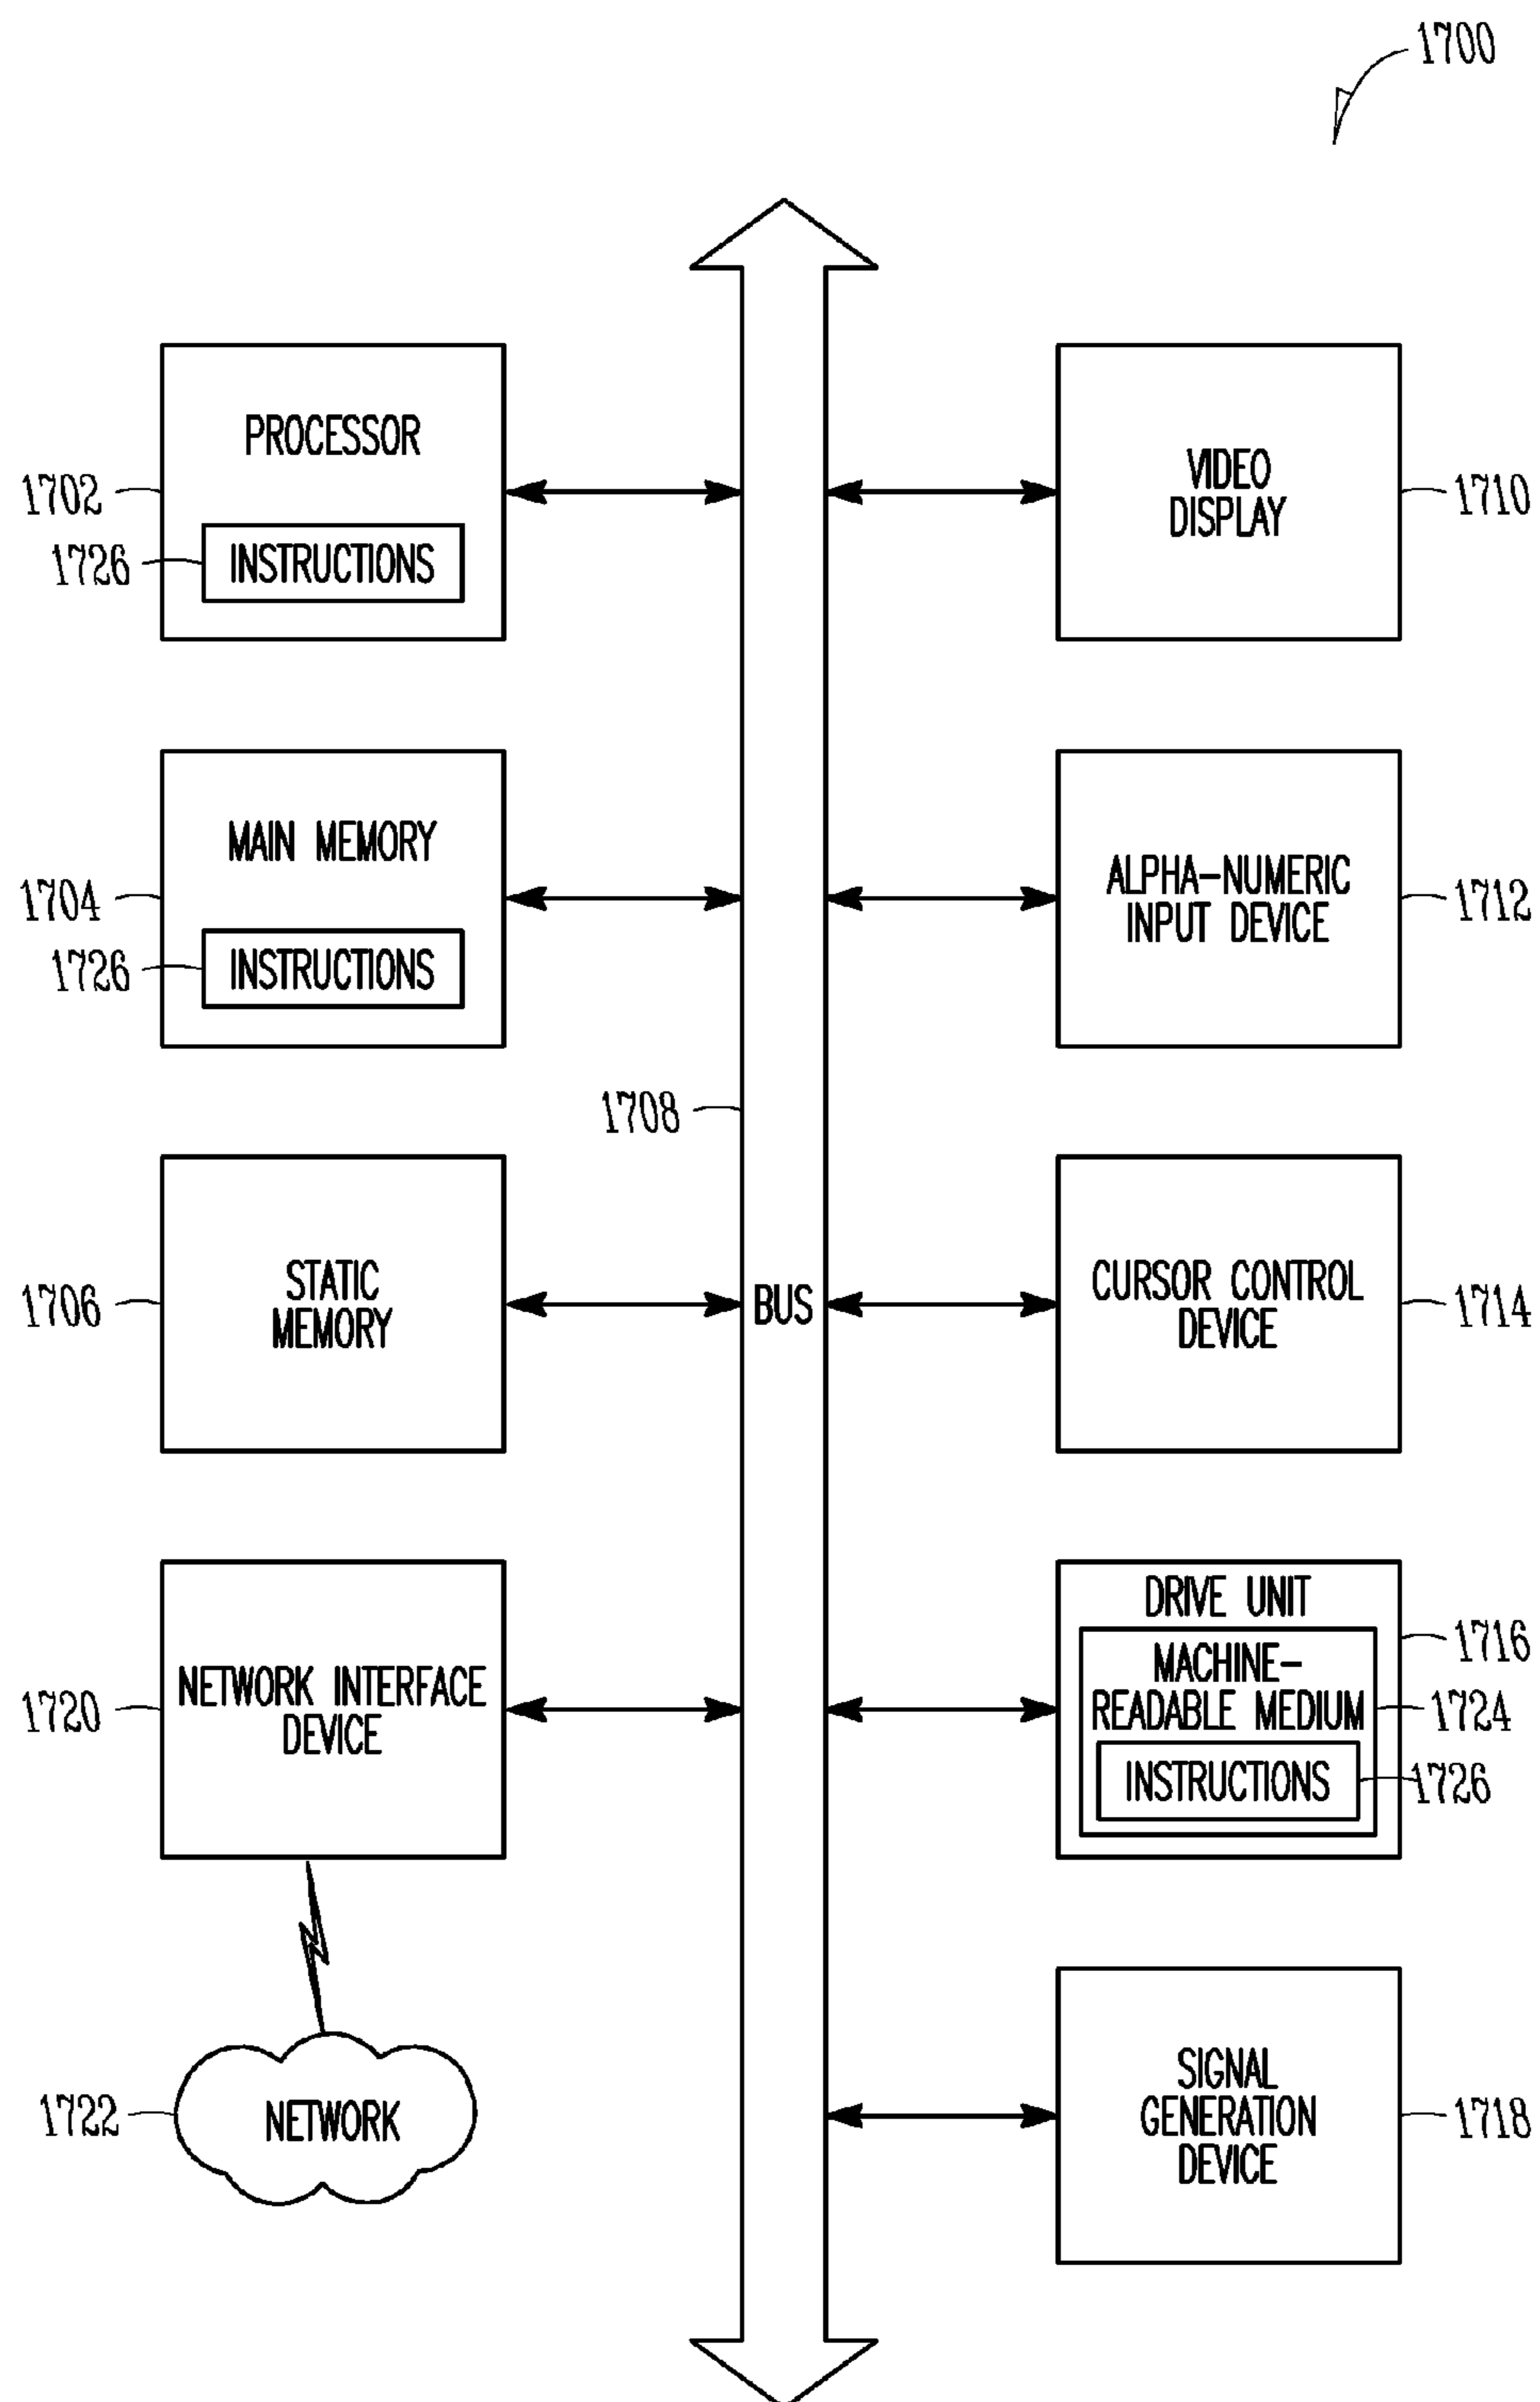 1700
PROCESSOR
1702
1726
INSTRUCTIONS
VIDEO
DISPLAY
1710
MAIN MEMORY
1704
1726
INSTRUCTIONS
ALPHA-NUMERIC
INPUT DEVICE
1712
1708
STATIC
MEMORY
1706
BUS
CURSOR CONTROL
DEVICE
1714
NETWORK INTERFACE
DEVICE
1720
DRIVE UNIT
1716
MACHINE-
READABLE MEDIUM
1724
INSTRUCTIONS
1726
1722
NETWORK
SIGNAL
GENERATION
DEVICE
1718